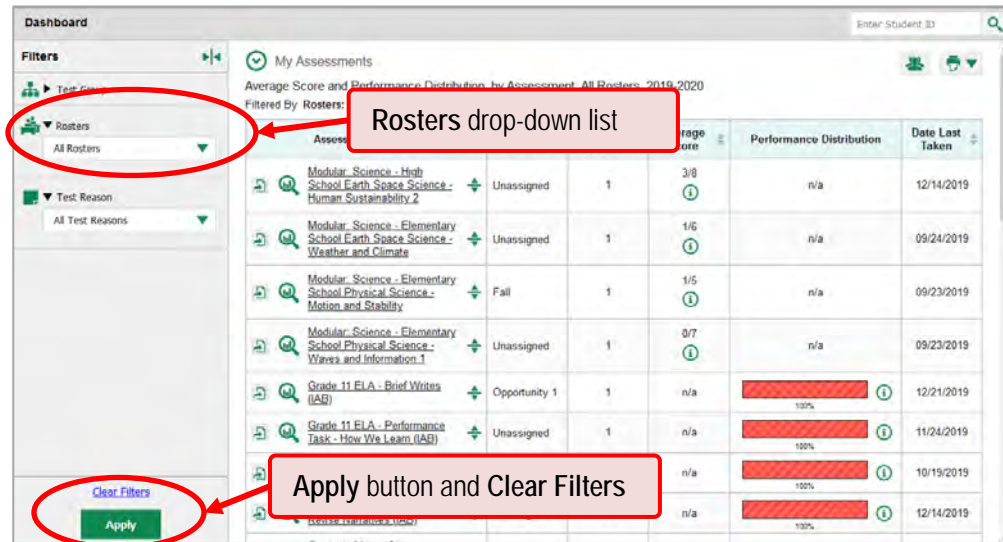 Dashboard
Enter Student ID
Filters
My Assessments
Test Group
Average Score and Performance Distribution, by Assessment, All Rosters, 2019-2020
Filtered By Rosters:
Rosters drop-down list
Rosters
All Rosters
Performance Distribution
Date Last
Taken
Modular: Science - High
School Earth Space Science -
Human Sustainability 2
Unassigned
1
3/8
n/a
12/14/2019
Test Reason
All Test Reasons
Modular: Science - Elementary
School Earth Space Science -
Weather and Climate
Unassigned
1
1/6
n/a
09/24/2019
Modular: Science - Elementary
School Physical Science -
Motion and Stability
Fall
1
1/5
n/a
09/23/2019
Modular: Science - Elementary
School Physical Science -
Waves and Information 1
Unassigned
1
0/7
n/a
09/23/2019
Grade 11 ELA - Brief Writes
(IAB)
Opportunity 1
1
n/a
100%
12/21/2019
Grade 11 ELA - Performance
Task - How We Learn (IAB)
Unassigned
1
n/a
100%
11/24/2019
Apply button and Clear Filters
n/a
100%
10/19/2019
Clear Filters
Apply
Revise Narratives (IAB)
n/a
100%
12/14/2019